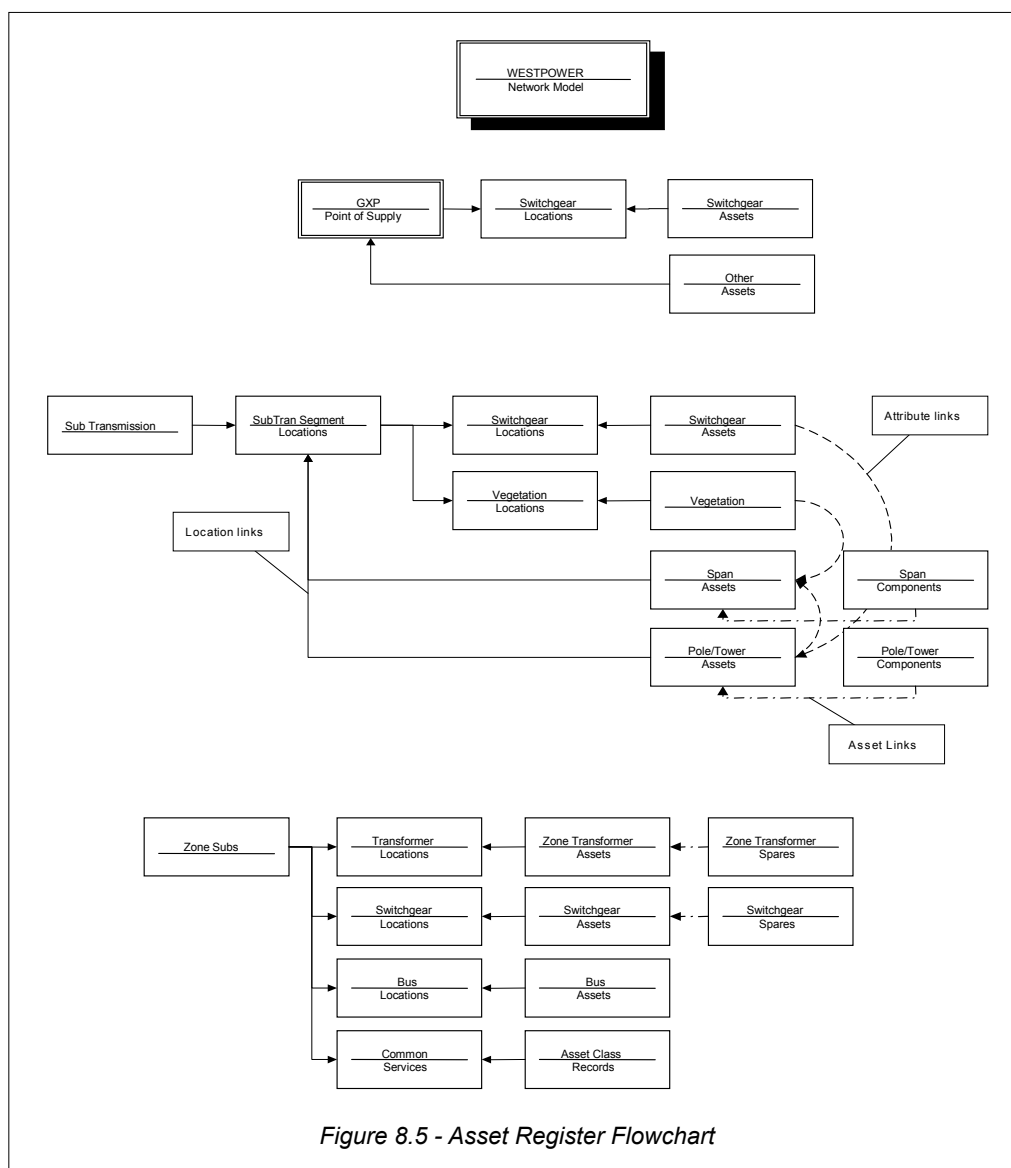 WESTPOWER
Network Model
GXP
Point of Supply
Switchgear
Locations
Switchgear
Assets
Other
Assets
Sub Transmission
SubTran Segment
Locations
Switchgear
Locations
Switchgear
Assets
Attribute links
Vegetation
Locations
Vegetation
Location links
Span
Assets
Span
Components
Pole/Tower
Assets
Pole/Tower
Components
Asset Links
Zone Subs
Transformer
Locations
Zone Transformer
Assets
Zone Transformer
Spares
Switchgear
Locations
Switchgear
Assets
Switchgear
Spares
Bus
Locations
Bus
Assets
Common
Services
Asset Class
Records
Figure 8.5 - Asset Register Flowchart